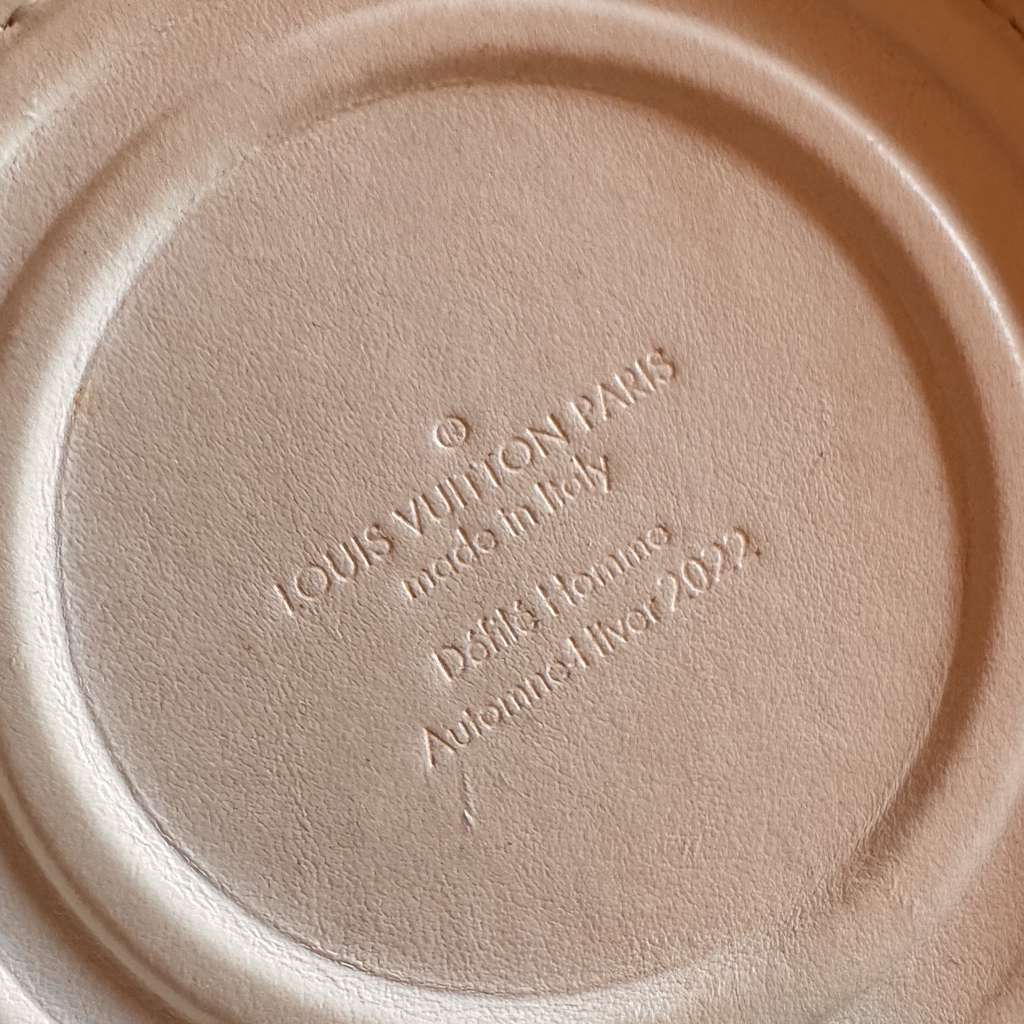 ®
LOUIS VUITTON PARIS
made in Italy
Défilé Homme
Automne-Hiver 2022